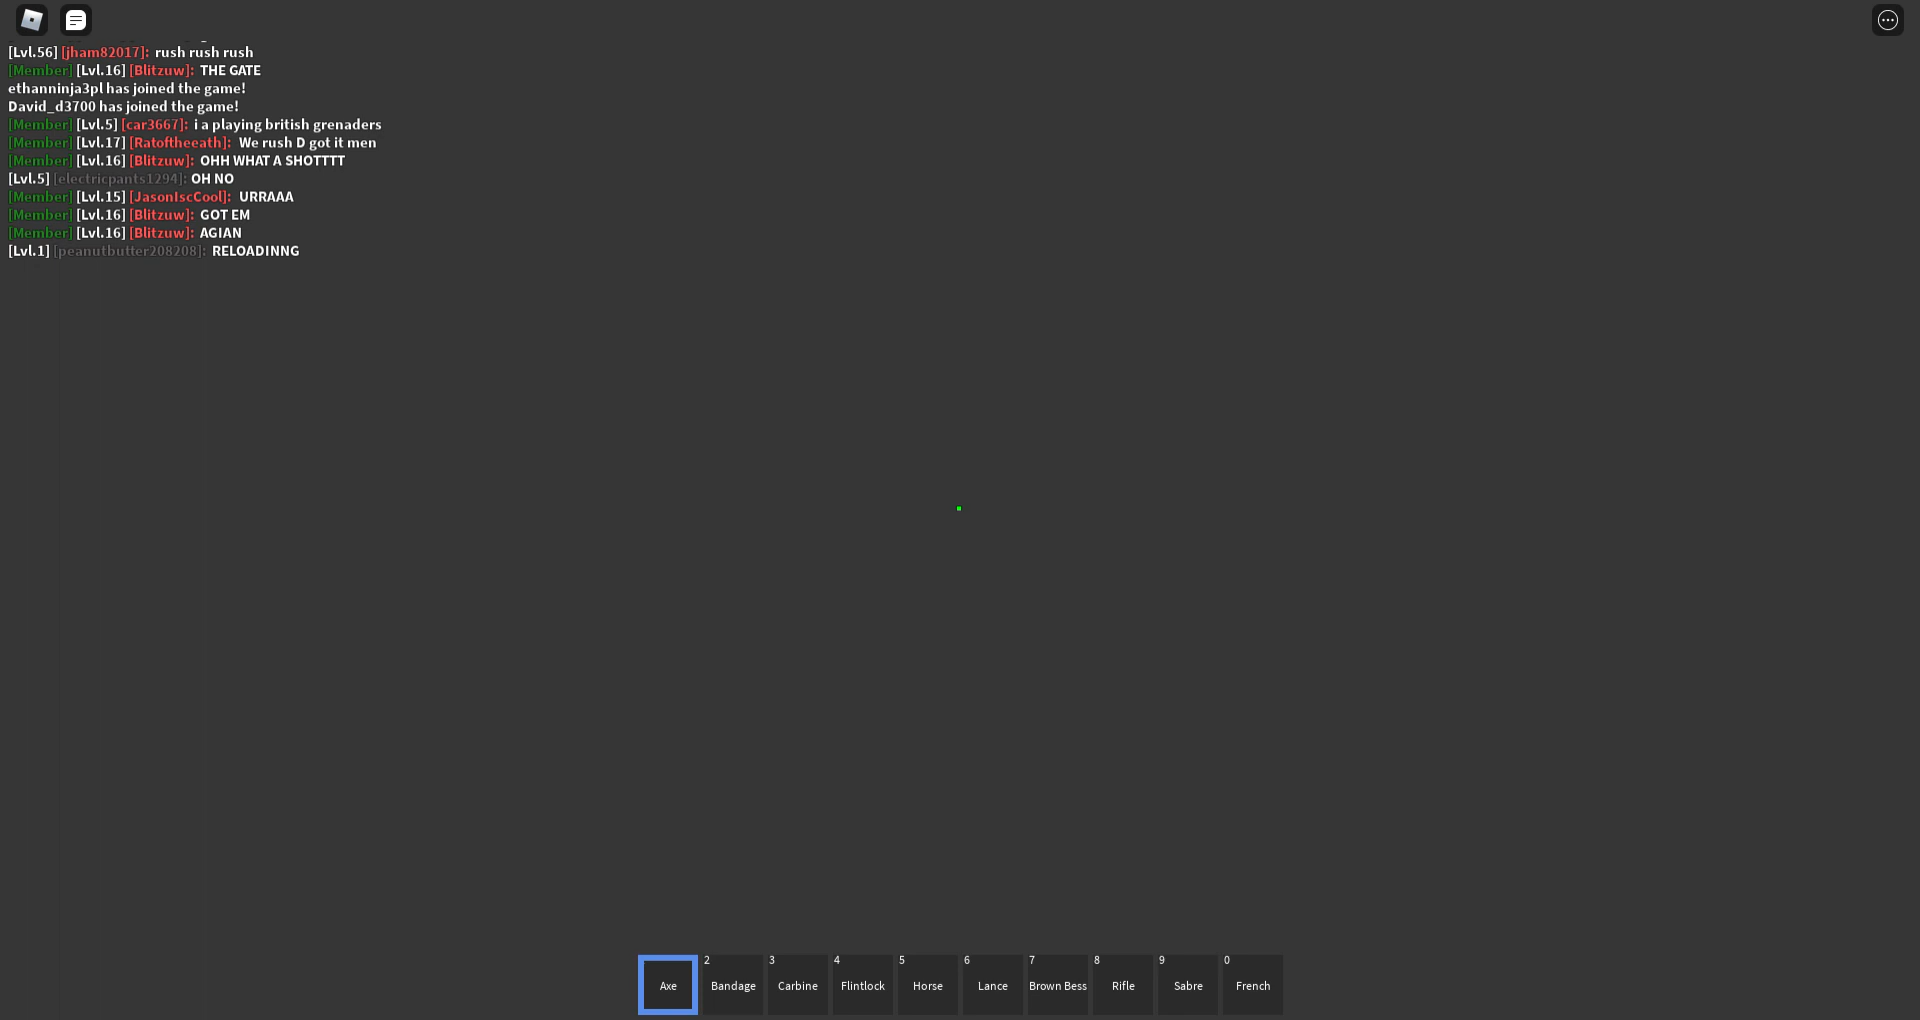 [Lvl.56] [jham82017]: rush rush rush
[Member] [Lvl.16] [Blitzuw]: THE GATE
ethanninja3pl has joined the game!
David_d3700 has joined the game!
[Member] [Lvl.5] [car3667]: i a playing british grenaders
[Member] [Lvl.17] [Ratoftheeath]: We rush D got it men
[Member] [Lvl.16] [Blitzuw]: OHH WHAT A SHOTTTT
[Lvl.5] [electricpants1294]: OH NO
[Member] [Lvl.15] [JasonIscCool]: URRAAA
[Member] [Lvl.16] [Blitzuw]: GOT EM
[Member] [Lvl.16] [Blitzuw]: AGIAN
[Lvl.1] [peanutbutter208208]: RELOADINNG
2 3 4 5 6 7 8 9 0
Axe Bandage Carbine Flintlock Horse Lance Brown Bess Rifle Sabre French